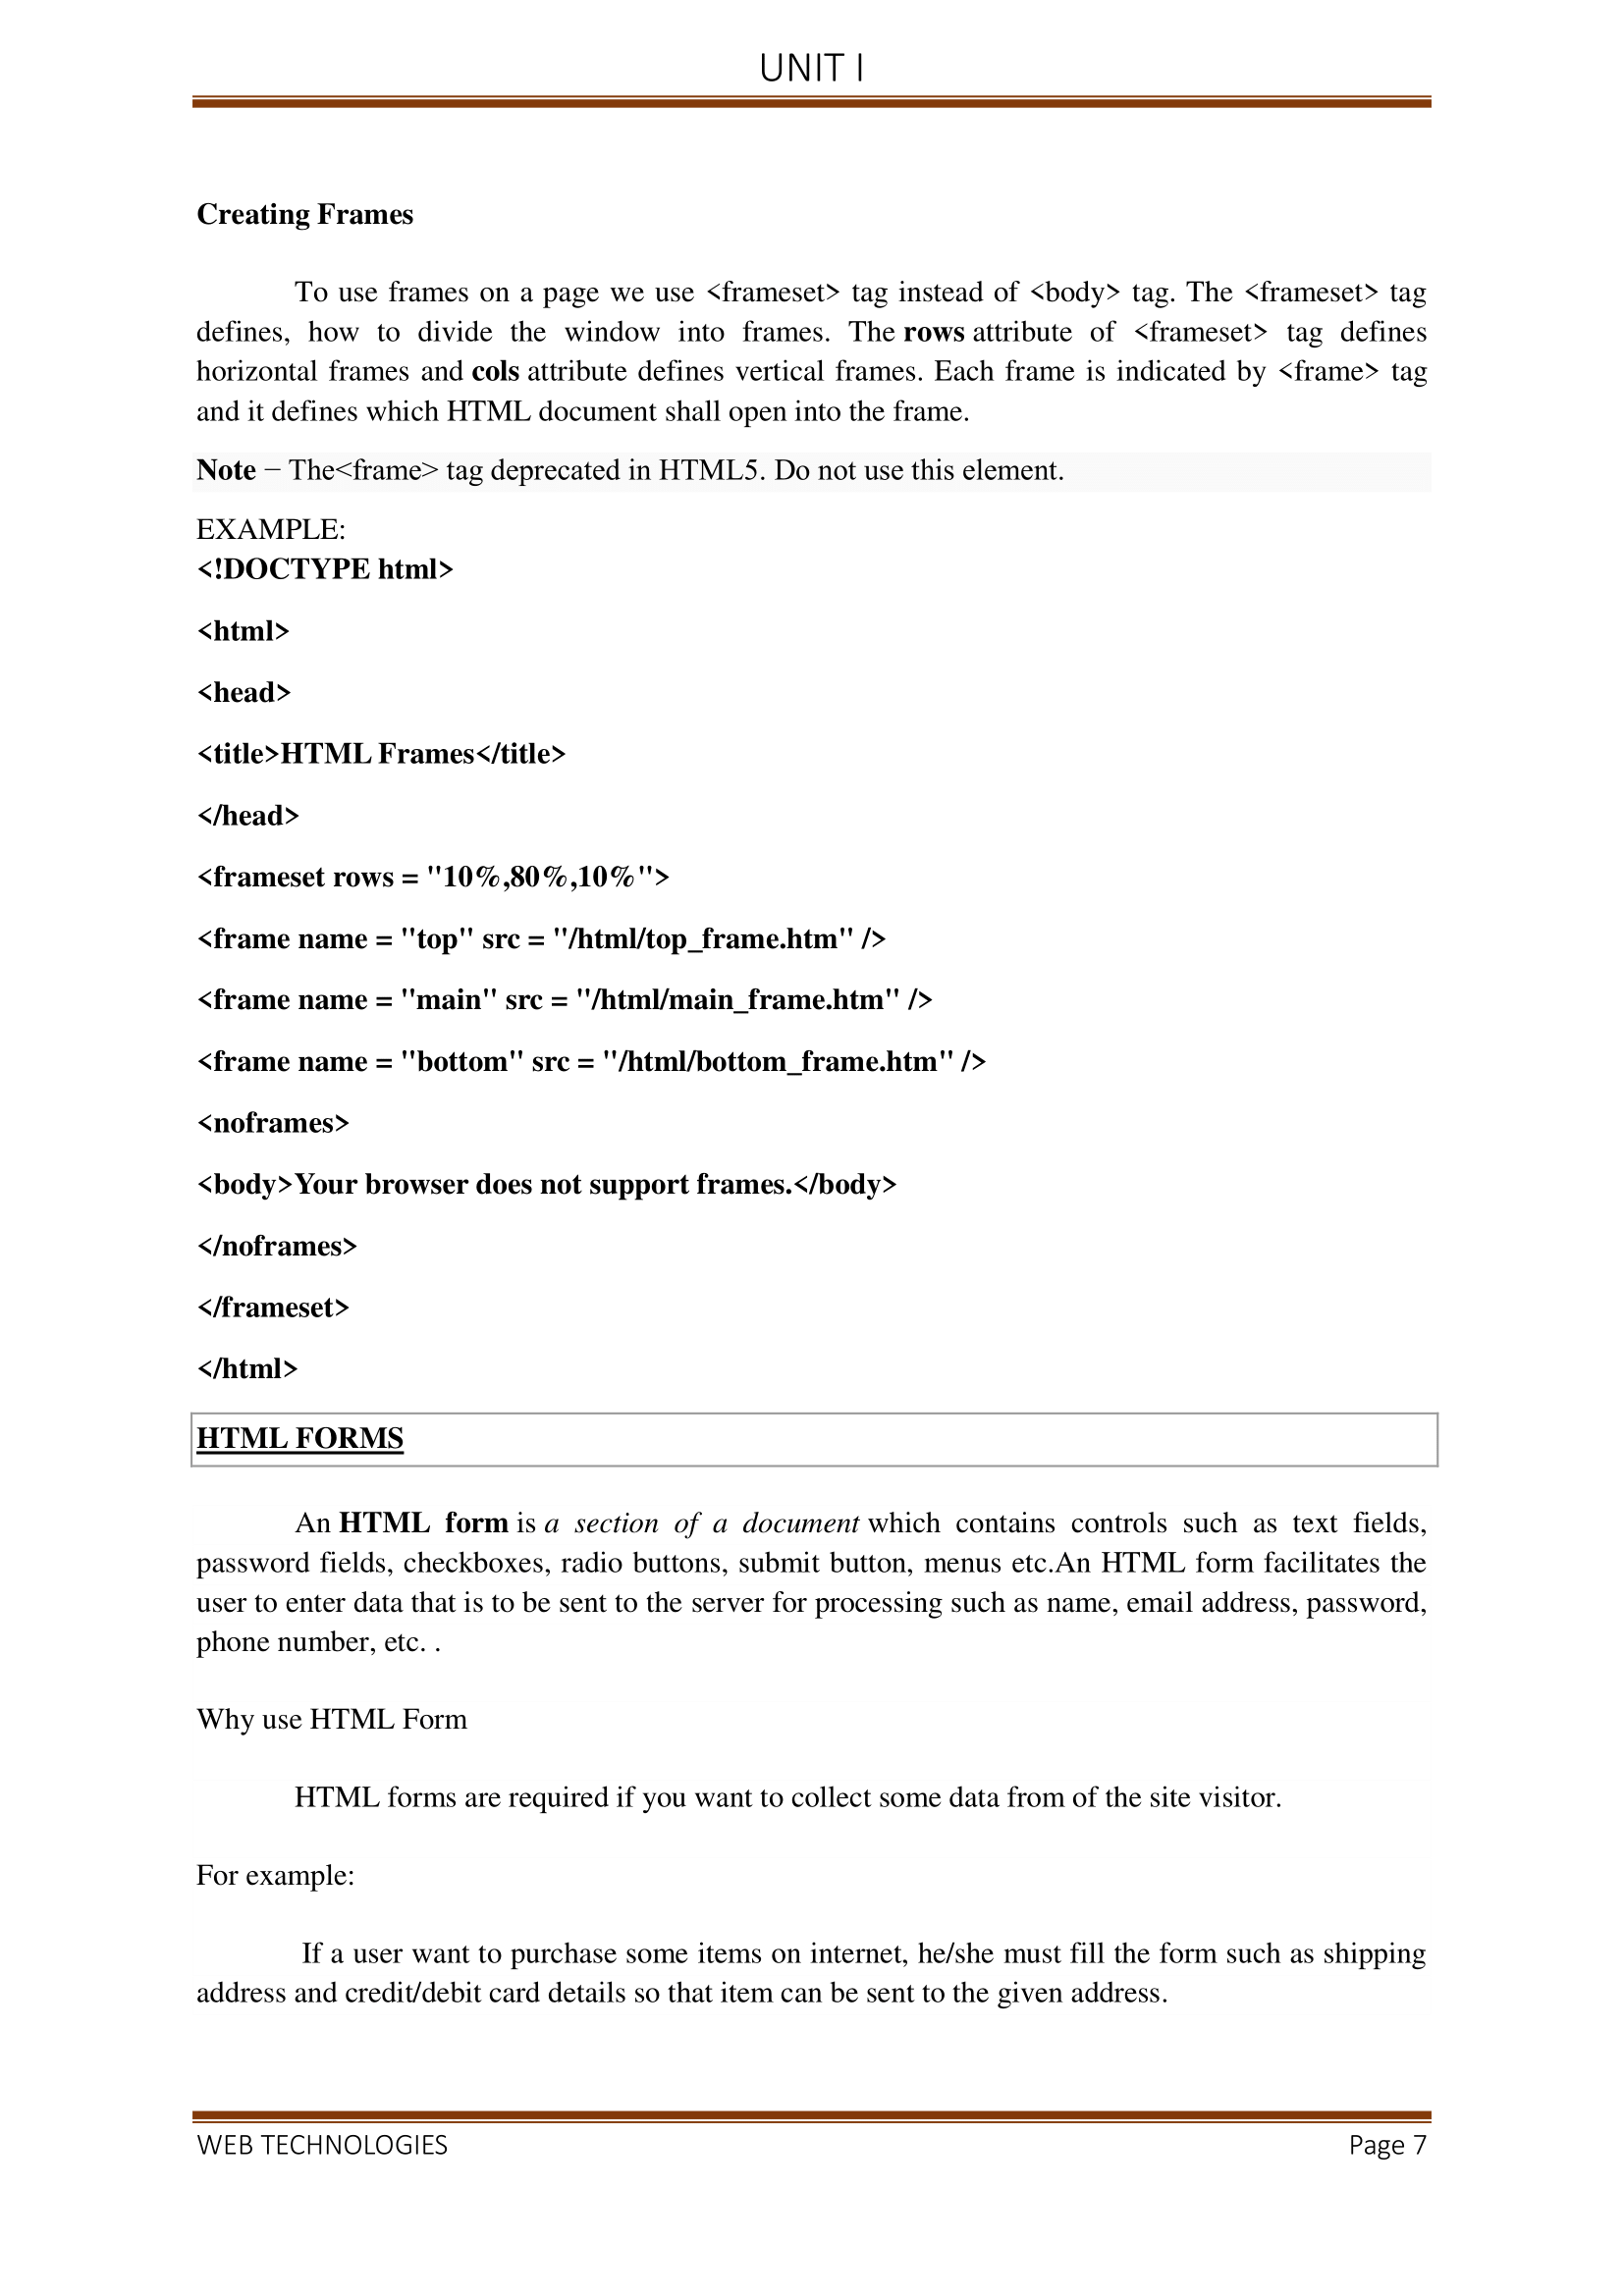 UNIT I
Creating Frames
To use frames on a page we use <frameset> tag instead of <body> tag. The <frameset> tag
defines, how to divide the window into frames. The rows attribute of <frameset> tag defines
horizontal frames and cols attribute defines vertical frames. Each frame is indicated by <frame> tag
and it defines which HTML document shall open into the frame.
Note − The<frame> tag deprecated in HTML5. Do not use this element.
EXAMPLE:
<!DOCTYPE html>
<html>
<head>
<title>HTML Frames</title>
</head>
<frameset rows = "10%,80%,10%">
<frame name = "top" src = "/html/top_frame.htm" />
<frame name = "main" src = "/html/main_frame.htm" />
<frame name = "bottom" src = "/html/bottom_frame.htm" />
<noframes>
<body>Your browser does not support frames.</body>
</noframes>
</frameset>
</html>
HTML FORMS
An HTML form is a section of a document which contains controls such as text fields,
password fields, checkboxes, radio buttons, submit button, menus etc.An HTML form facilitates the
user to enter data that is to be sent to the server for processing such as name, email address, password,
phone number, etc. .
Why use HTML Form
HTML forms are required if you want to collect some data from of the site visitor.
For example:
If a user want to purchase some items on internet, he/she must fill the form such as shipping
address and credit/debit card details so that item can be sent to the given address.
WEB TECHNOLOGIES Page 7